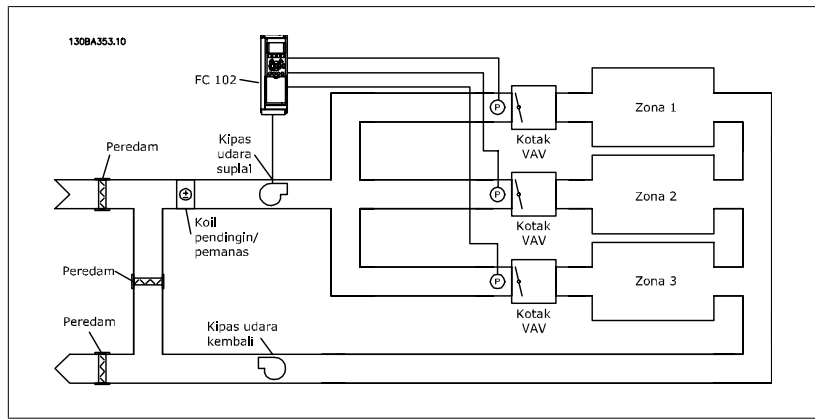 130BA353.10
FC 102
Peredam
Kipas
udara
suplai
Koil
pendingin/
pemanas
Peredam
Peredam
Kipas udara
kembali
P
Kotak
VAV
Zona 1
P
Kotak
VAV
Zona 2
P
Kotak
VAV
Zona 3